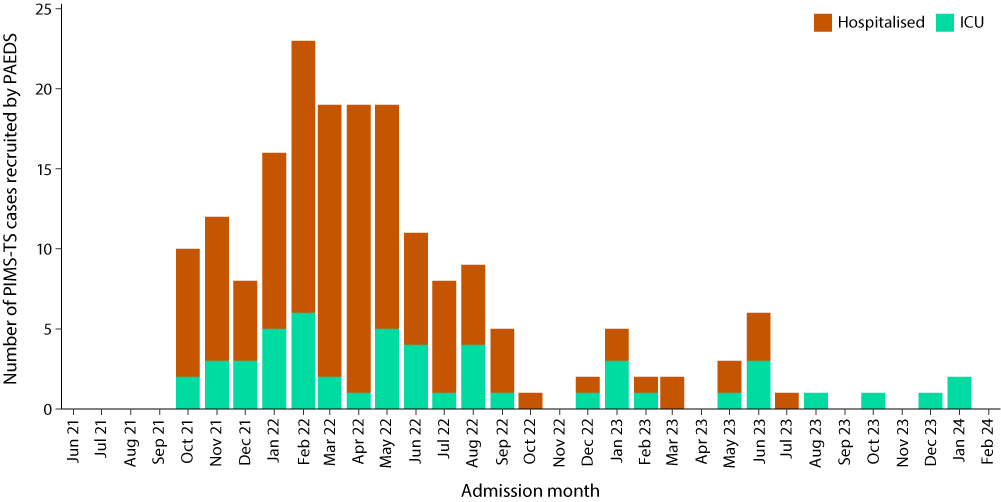 Hospitalised
ICU
Number of PIMS-TS cases recruited by PAEDS
25
20
15
10
5
0
Jun 21
Jul 21
Aug 21
Sep 21
Oct 21
Nov 21
Dec 21
Jan 22
Feb 22
Mar 22
Apr 22
May 22
Jun 22
Jul 22
Aug 22
Sep 22
Oct 22
Nov 22
Dec 22
Jan 23
Feb 23
Mar 23
Apr 23
May 23
Jun 23
Jul 23
Aug 23
Sep 23
Oct 23
Nov 23
Dec 23
Jan 24
Feb 24
Admission month